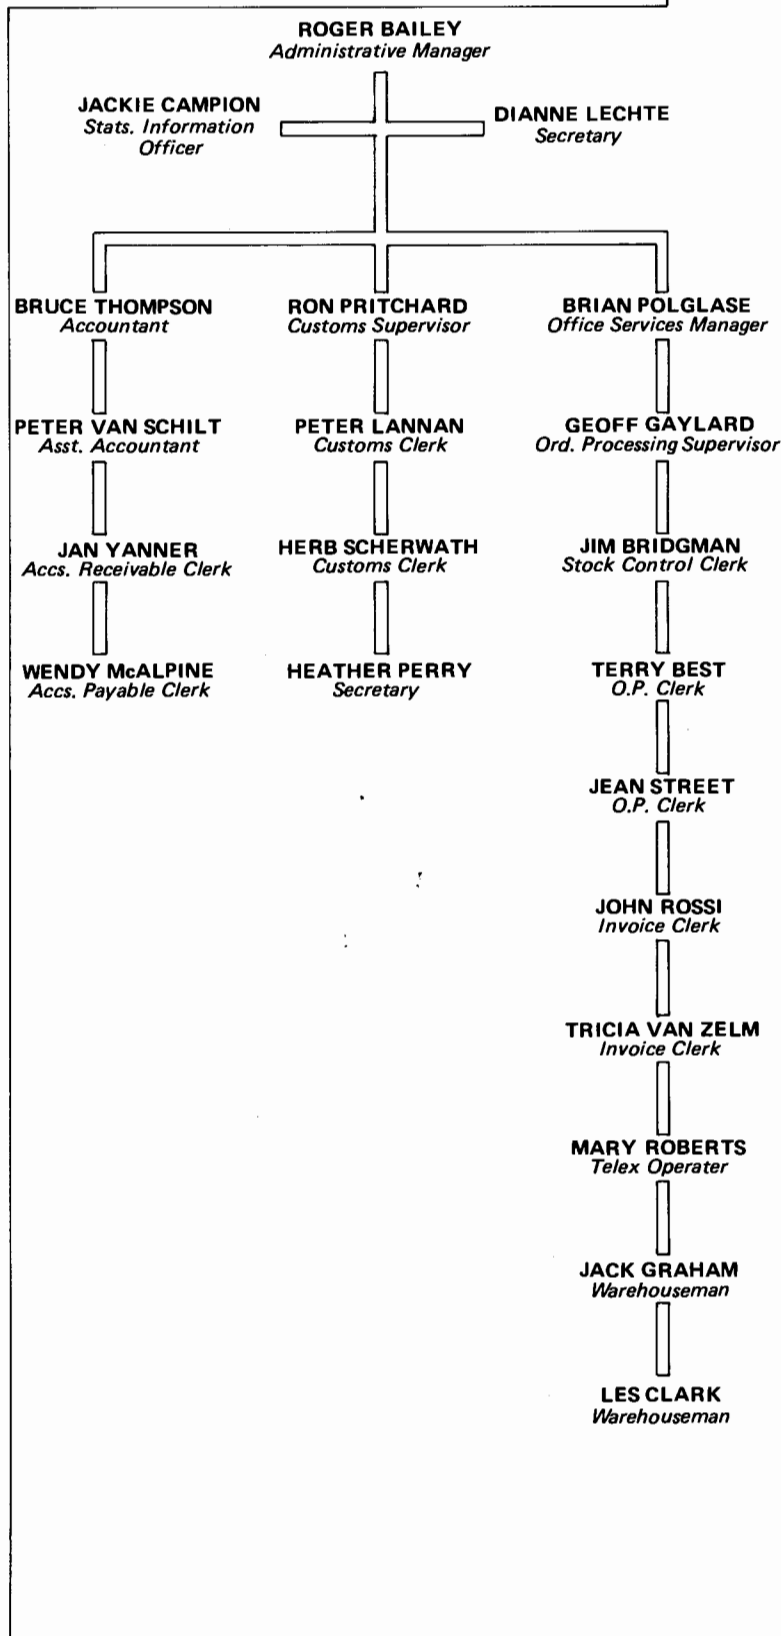 ROGER BAILEY
Administrative Manager
JACKIE CAMPION
Stats. Information
Officer
DIANNE LECHTE
Secretary
BRUCE THOMPSON
Accountant
PETER VAN SCHILT
Asst. Accountant
JAN YANNER
Accs. Receivable Clerk
WENDY McALPINE
Accs. Payable Clerk
RON PRITCHARD
Customs Supervisor
PETER LANNAN
Customs Clerk
HERB SCHERWATH
Customs Clerk
HEATHER PERRY
Secretary
BRIAN POLGLASE
Office Services Manager
GEOFF GAYLARD
Ord. Processing Supervisor
JIM BRIDGMAN
Stock Control Clerk
TERRY BEST
O.P. Clerk
JEAN STREET
O.P. Clerk
JOHN ROSSI
Invoice Clerk
TRICIA VAN ZELM
Invoice Clerk
MARY ROBERTS
Telex Operater
JACK GRAHAM
Warehouseman
LES CLARK
Warehouseman